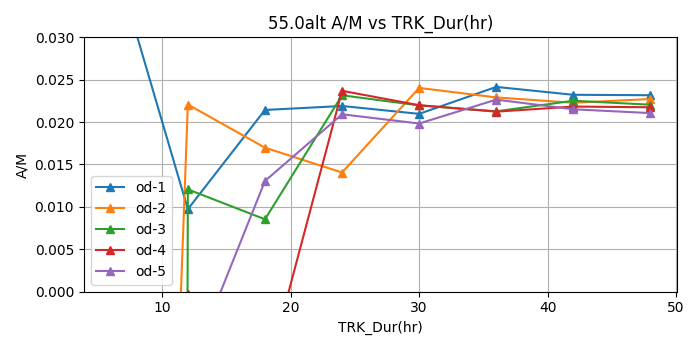 55.0alt A/M vs TRK_Dur(hr)
A/M
0.030
0.025
0.020
0.015
0.010
0.005
0.000
od-1
od-2
od-3
od-4
od-5
10
20
30
40
50
TRK_Dur(hr)